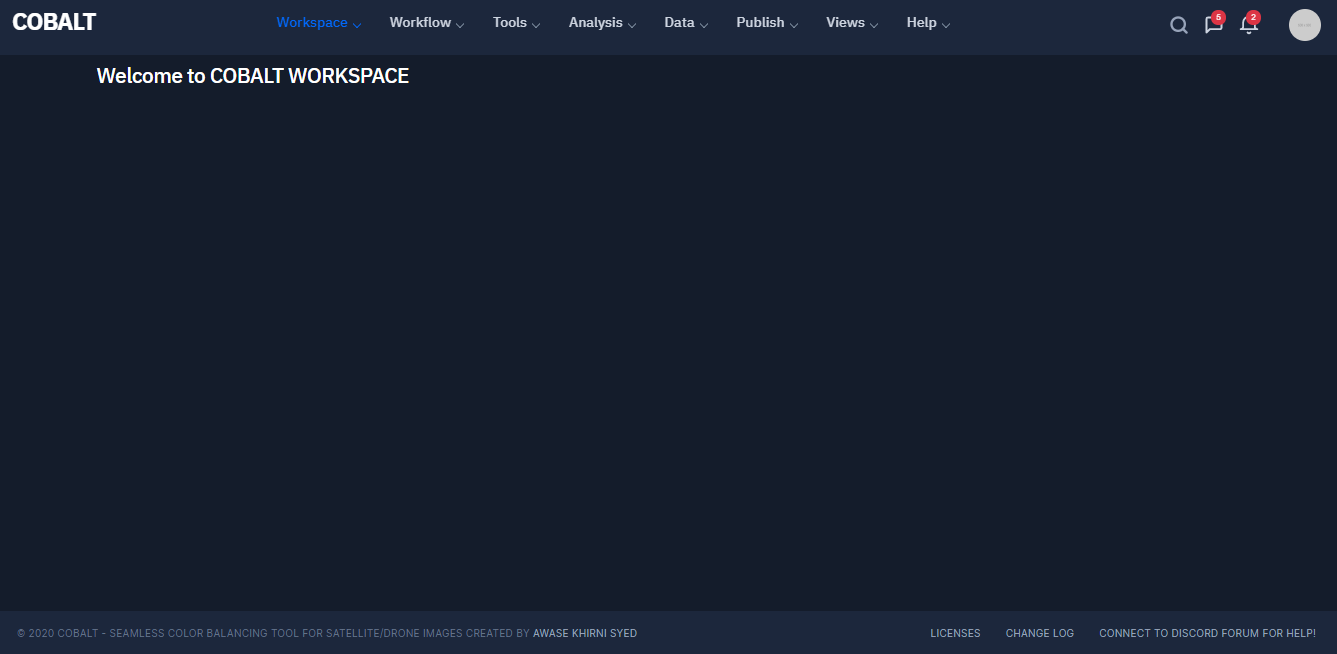 COBALT Workspace Workflow Tools Analysis Data Publish Views Help 5 2
Welcome to COBALT WORKSPACE
© 2020 COBALT - SEAMLESS COLOR BALANCING TOOL FOR SATELLITE/DRONE IMAGES CREATED BY AWASE KHIRNI SYED LICENSES CHANGE LOG CONNECT TO DISCORD FORUM FOR HELP!